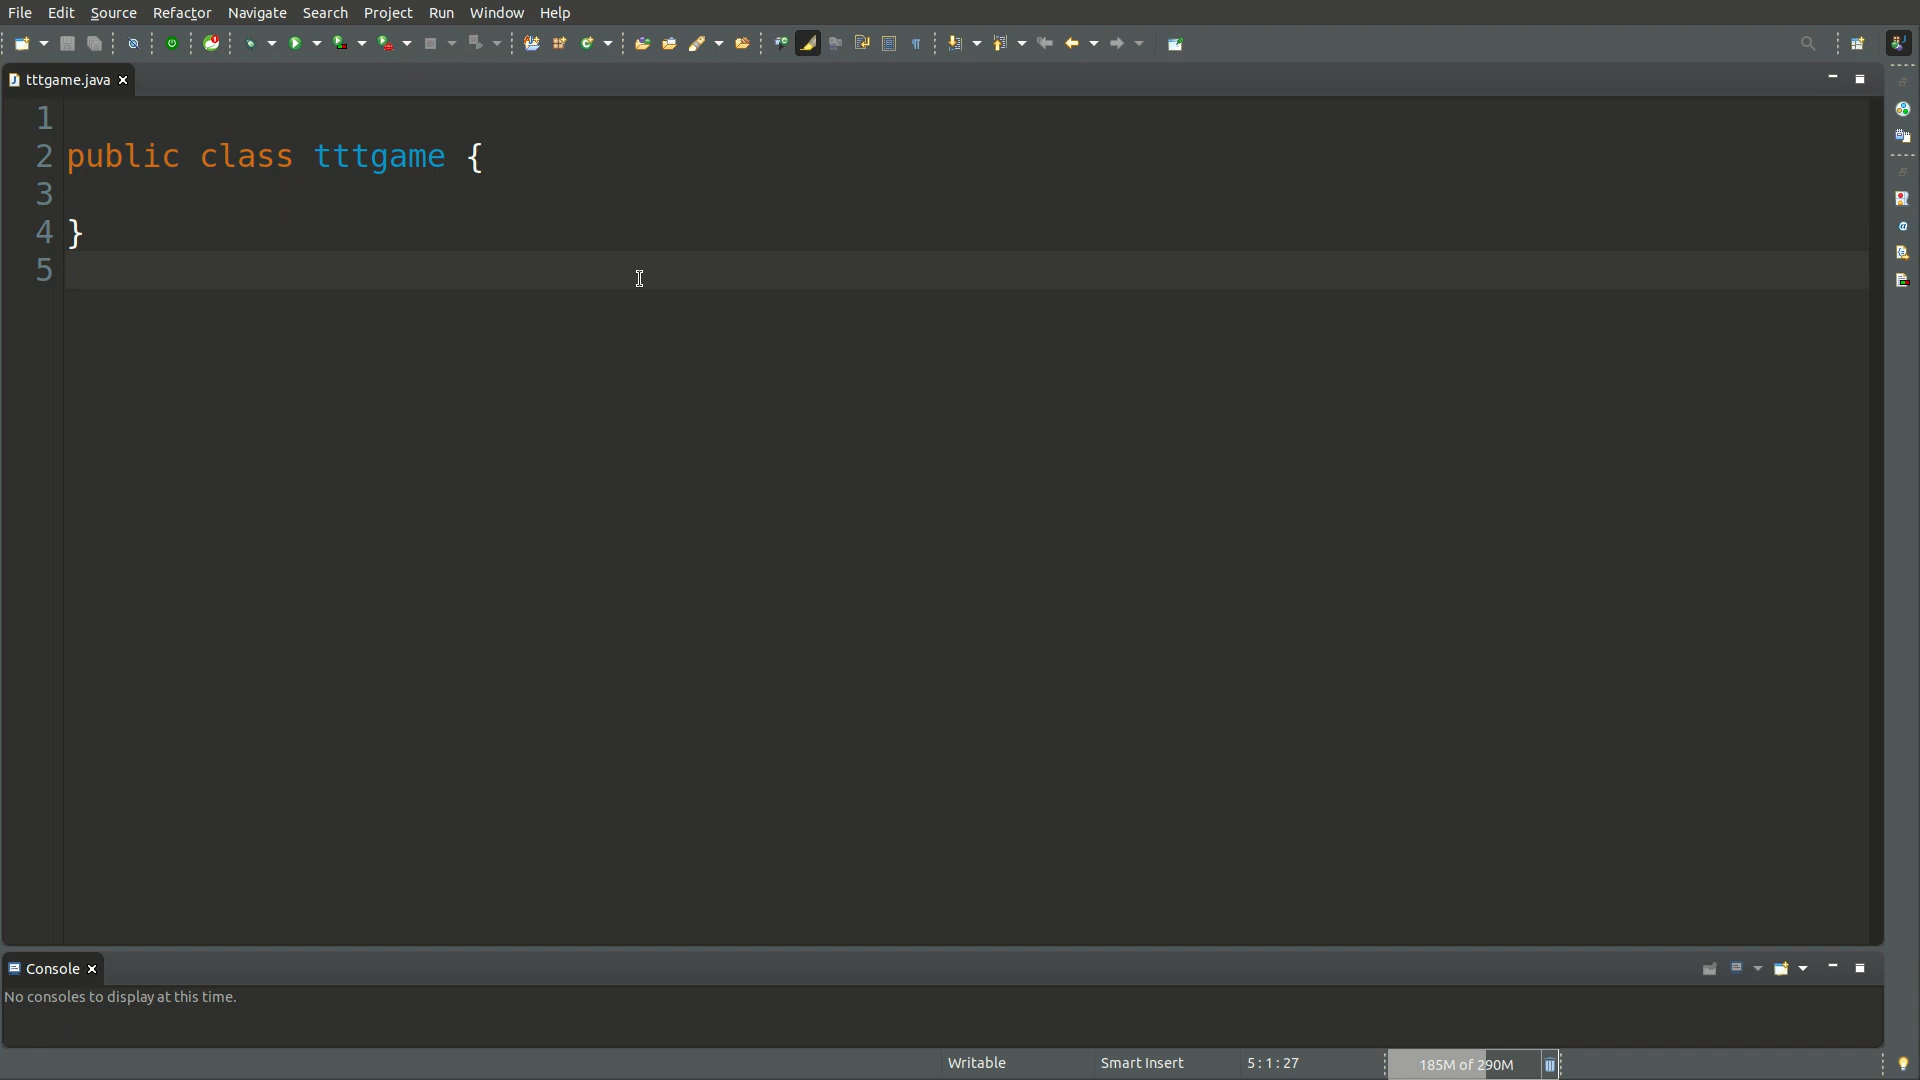 File Edit Source Refactor Navigate Search Project Run Window Help
tttgame.java
1
2 public class tttgame {
3
4 }
5
Console
No consoles to display at this time.
Writable Smart Insert 5:1:27 185M of 290M